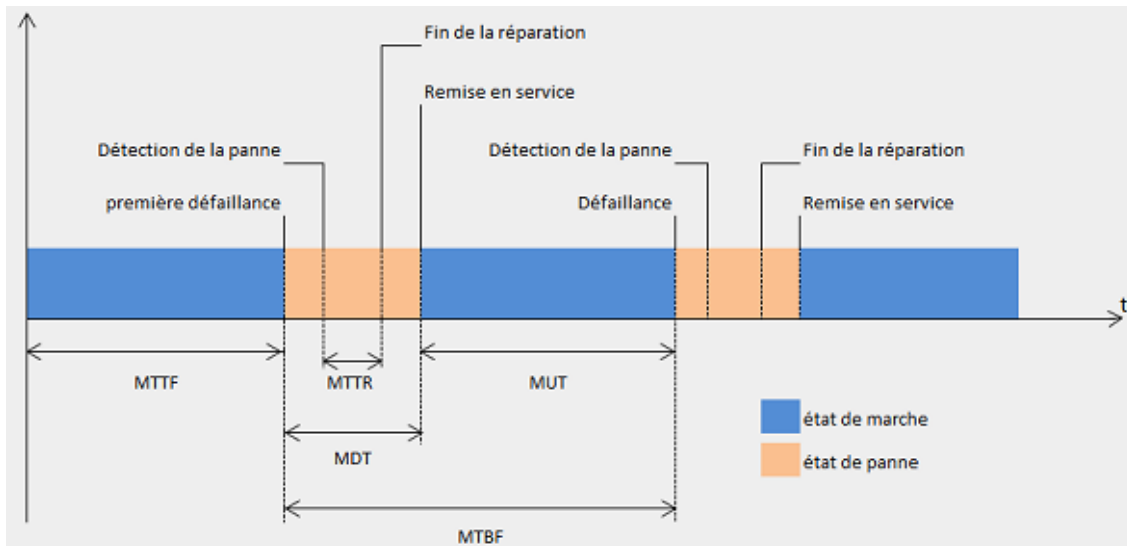 Fin de la réparation
Remise en service
Détection de la panne
Détection de la panne
Fin de la réparation
première défaillance
Défaillance
Remise en service
t
MTTF
MTTR
MUT
état de marche
MDT
état de panne
MTBF